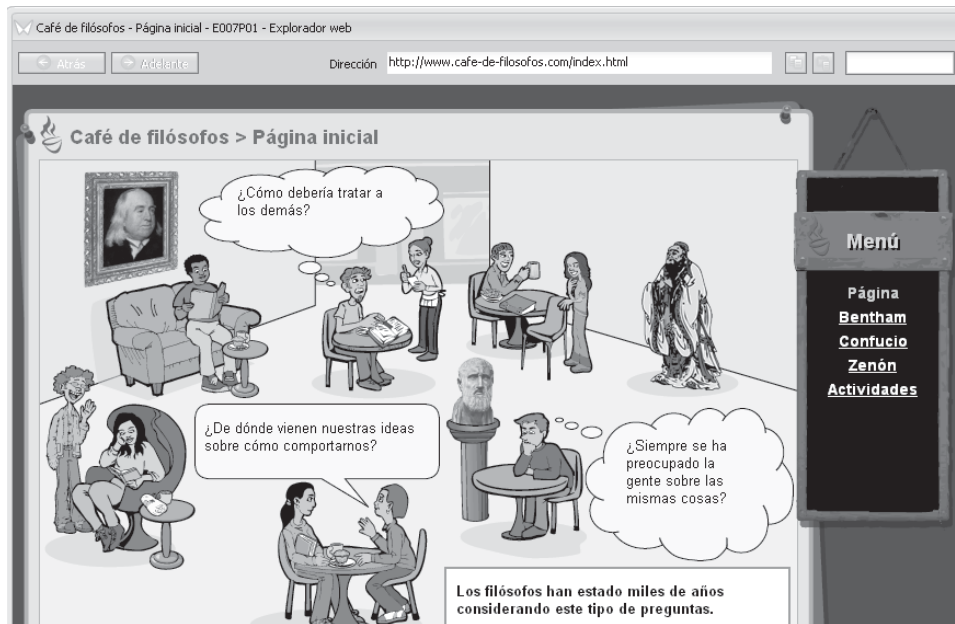 Café de filósofos - Página inicial - E007P01 - Explorador web
Atrás Adelante Dirección http://www.cafe-de-filosofos.com/index.html
Café de filósofos > Página inicial
¿Cómo debería tratar a
los demás?
Menú
Página
Bentham
Confucio
Zenón
Actividades
¿De dónde vienen nuestras ideas
sobre cómo comportarnos?
¿Siempre se ha
preocupado la
gente sobre las
mismas cosas?
Los filósofos han estado miles de años
considerando este tipo de preguntas.